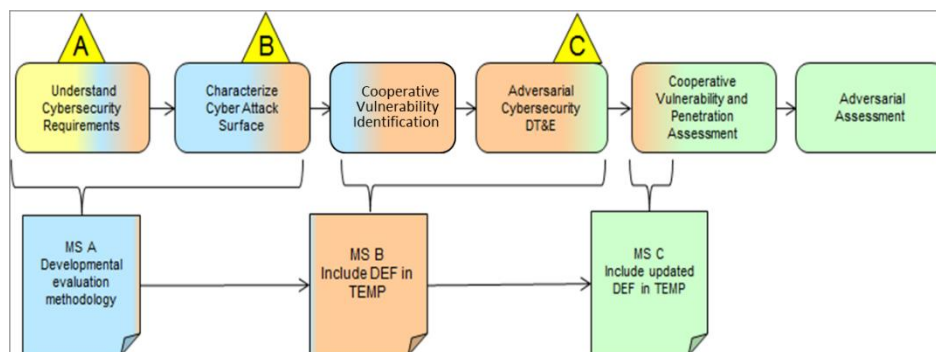 A
B
C
Understand
Cybersecurity
Requirements
Characterize
Cyber Attack
Surface
Cooperative
Vulnerability
Identification
Adversarial
Cybersecurity
DT&E
Cooperative
Vulnerability and
Penetration
Assessment
Adversarial
Assessment
MS A
Developmental
evaluation
methodology
MS B
Include DEF in
TEMP
MS C
Include updated
DEF in TEMP